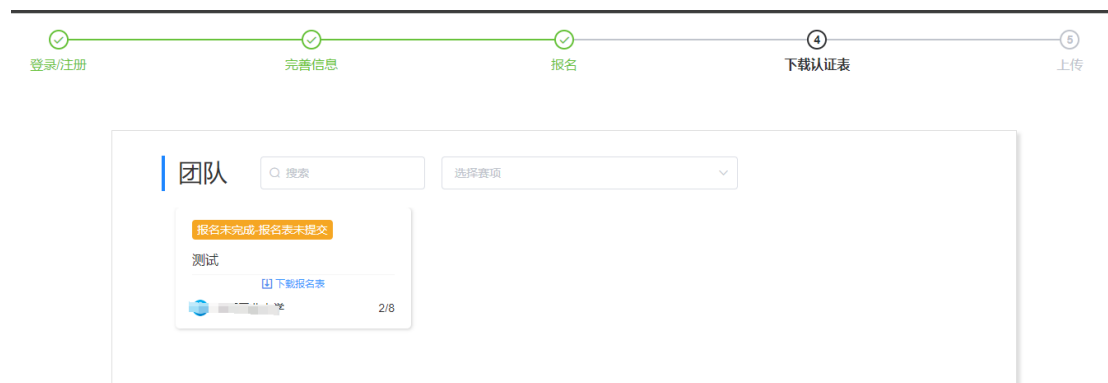 登录/注册
完善信息
报名
4
下载认证表
5
上传
团队
搜索
选择赛项
报名未完成-报名表未提交
测试
下载报名表
2/8